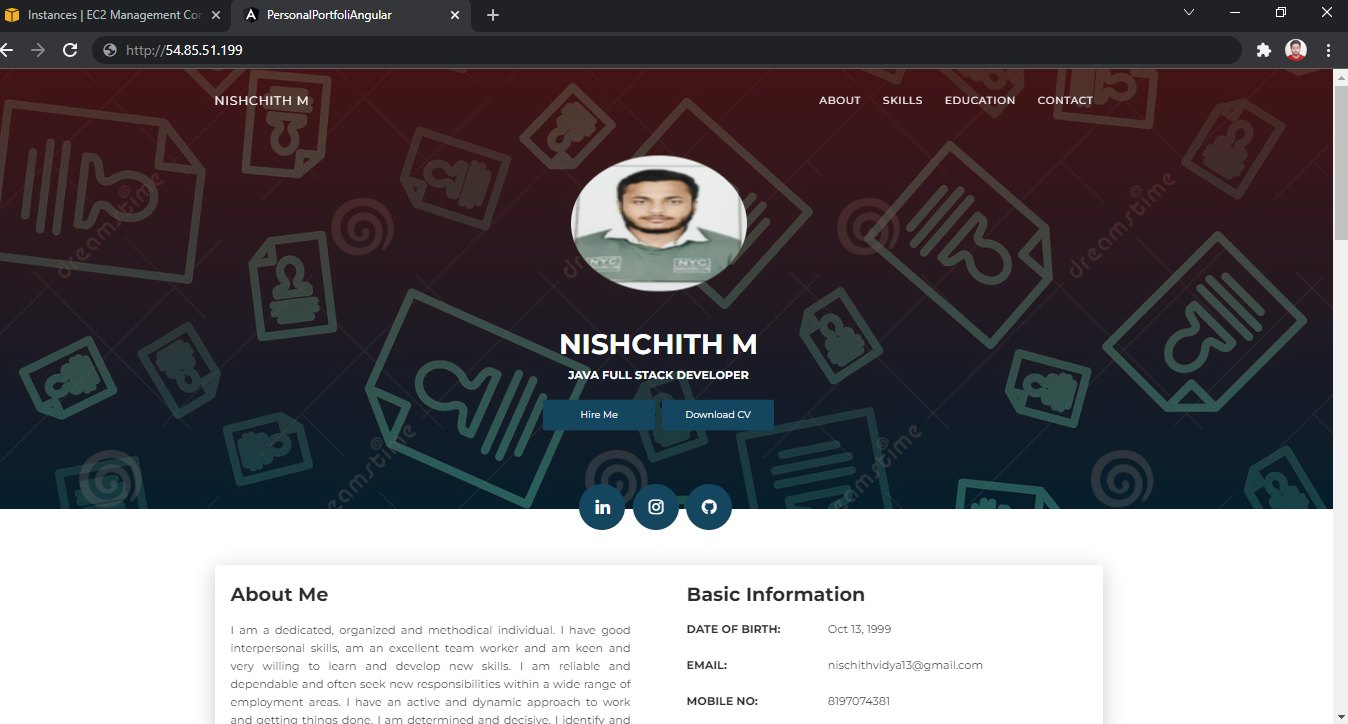 Instances | EC2 Management Con
PersonalPortfoliAngular
http://54.85.51.199
NISHCHITH M
ABOUT SKILLS EDUCATION CONTACT
dreamstime
dreamstime
NYC NYC
NISHCHITH M
JAVA FULL STACK DEVELOPER
Hire Me Download CV
dreamstime
dreamstime
in
About Me
I am a dedicated, organized and methodical individual. I have good
interpersonal skills, am an excellent team worker and am keen and
very willing to learn and develop new skills. I am reliable and
dependable and often seek new responsibilities within a wide range of
employment areas. I have an active and dynamic approach to work
and getting things done. I am determined and decisive. I identify and
Basic Information
DATE OF BIRTH: Oct 13, 1999
EMAIL: nischithvidya13@gmail.com
MOBILE NO: 8197074381